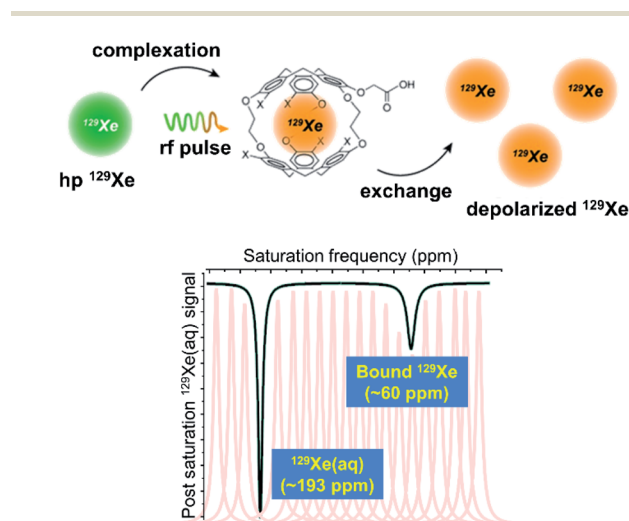 complexation
¹²⁹Xe
rf pulse
hp ¹²⁹Xe
X
X
O
O
O
OH
O
¹²⁹Xe
O
O
X
X
O
O
exchange
¹²⁹Xe
¹²⁹Xe
¹²⁹Xe
depolarized ¹²⁹Xe
Saturation frequency (ppm)
Post saturation ¹²⁹Xe(aq) signal
Bound ¹²⁹Xe
(~60 ppm)
¹²⁹Xe(aq)
(~193 ppm)